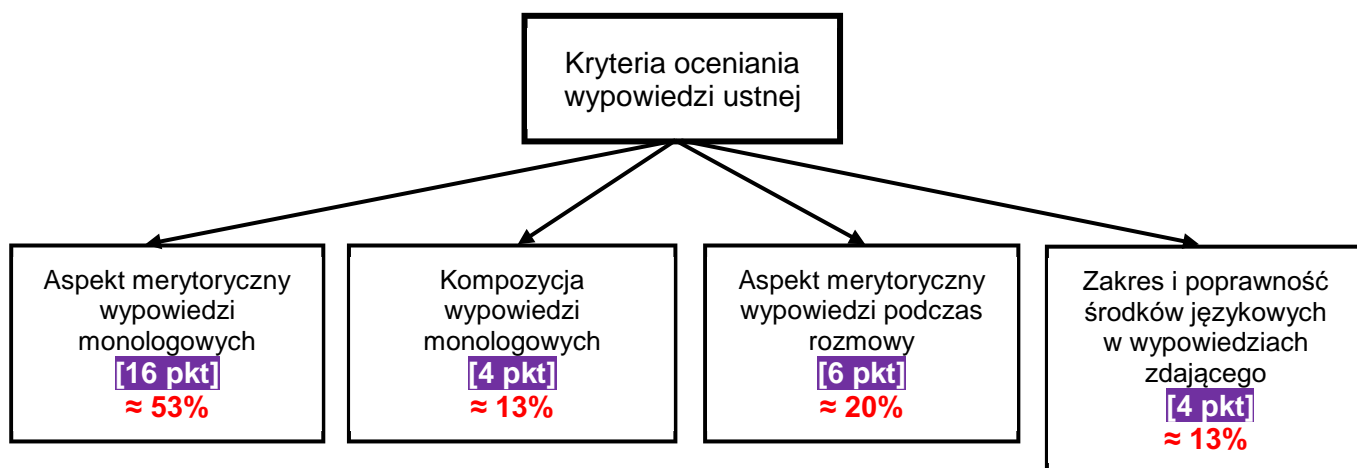 Kryteria oceniania
wypowiedzi ustnej
Aspekt merytoryczny
wypowiedzi
monologowych
[16 pkt]
≈ 53%
Kompozycja
wypowiedzi
monologowych
[4 pkt]
≈ 13%
Aspekt merytoryczny
wypowiedzi podczas
rozmowy
[6 pkt]
≈ 20%
Zakres i poprawność
środków językowych
w wypowiedziach
zdającego
[4 pkt]
≈ 13%